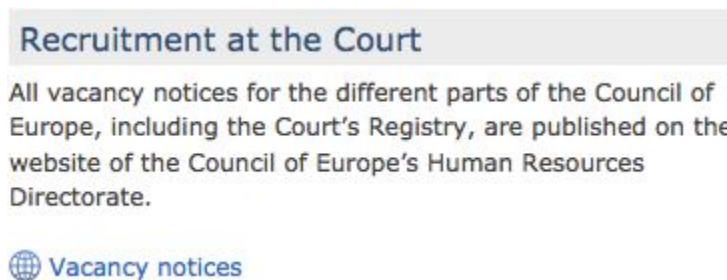 Recruitment at the Court
All vacancy notices for the different parts of the Council of
Europe, including the Court's Registry, are published on the
website of the Council of Europe's Human Resources
Directorate.
Vacancy notices